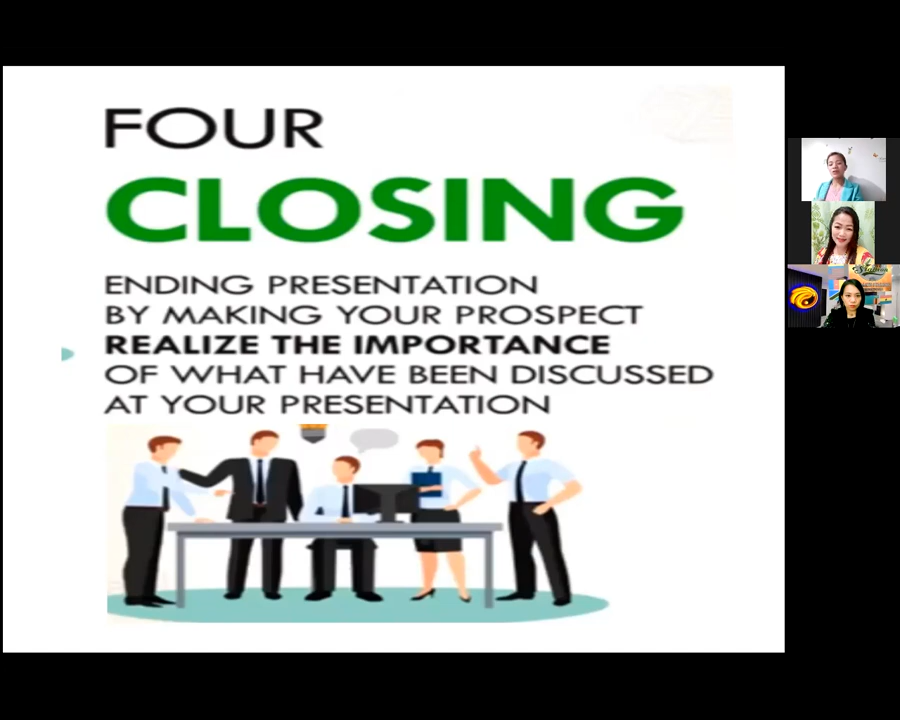 FOUR
CLOSING
ENDING PRESENTATION
BY MAKING YOUR PROSPECT
REALIZE THE IMPORTANCE
OF WHAT HAVE BEEN DISCUSSED
AT YOUR PRESENTATION